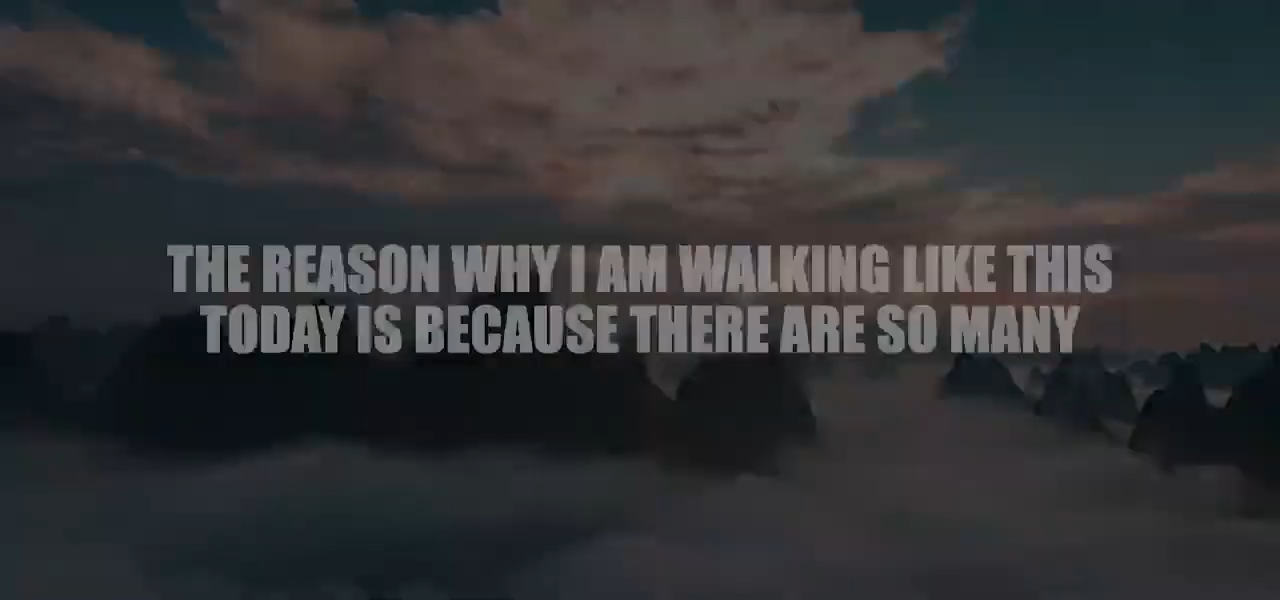 THE REASON WHY I AM WALKING LIKE THIS
TODAY IS BECAUSE THERE ARE SO MANY